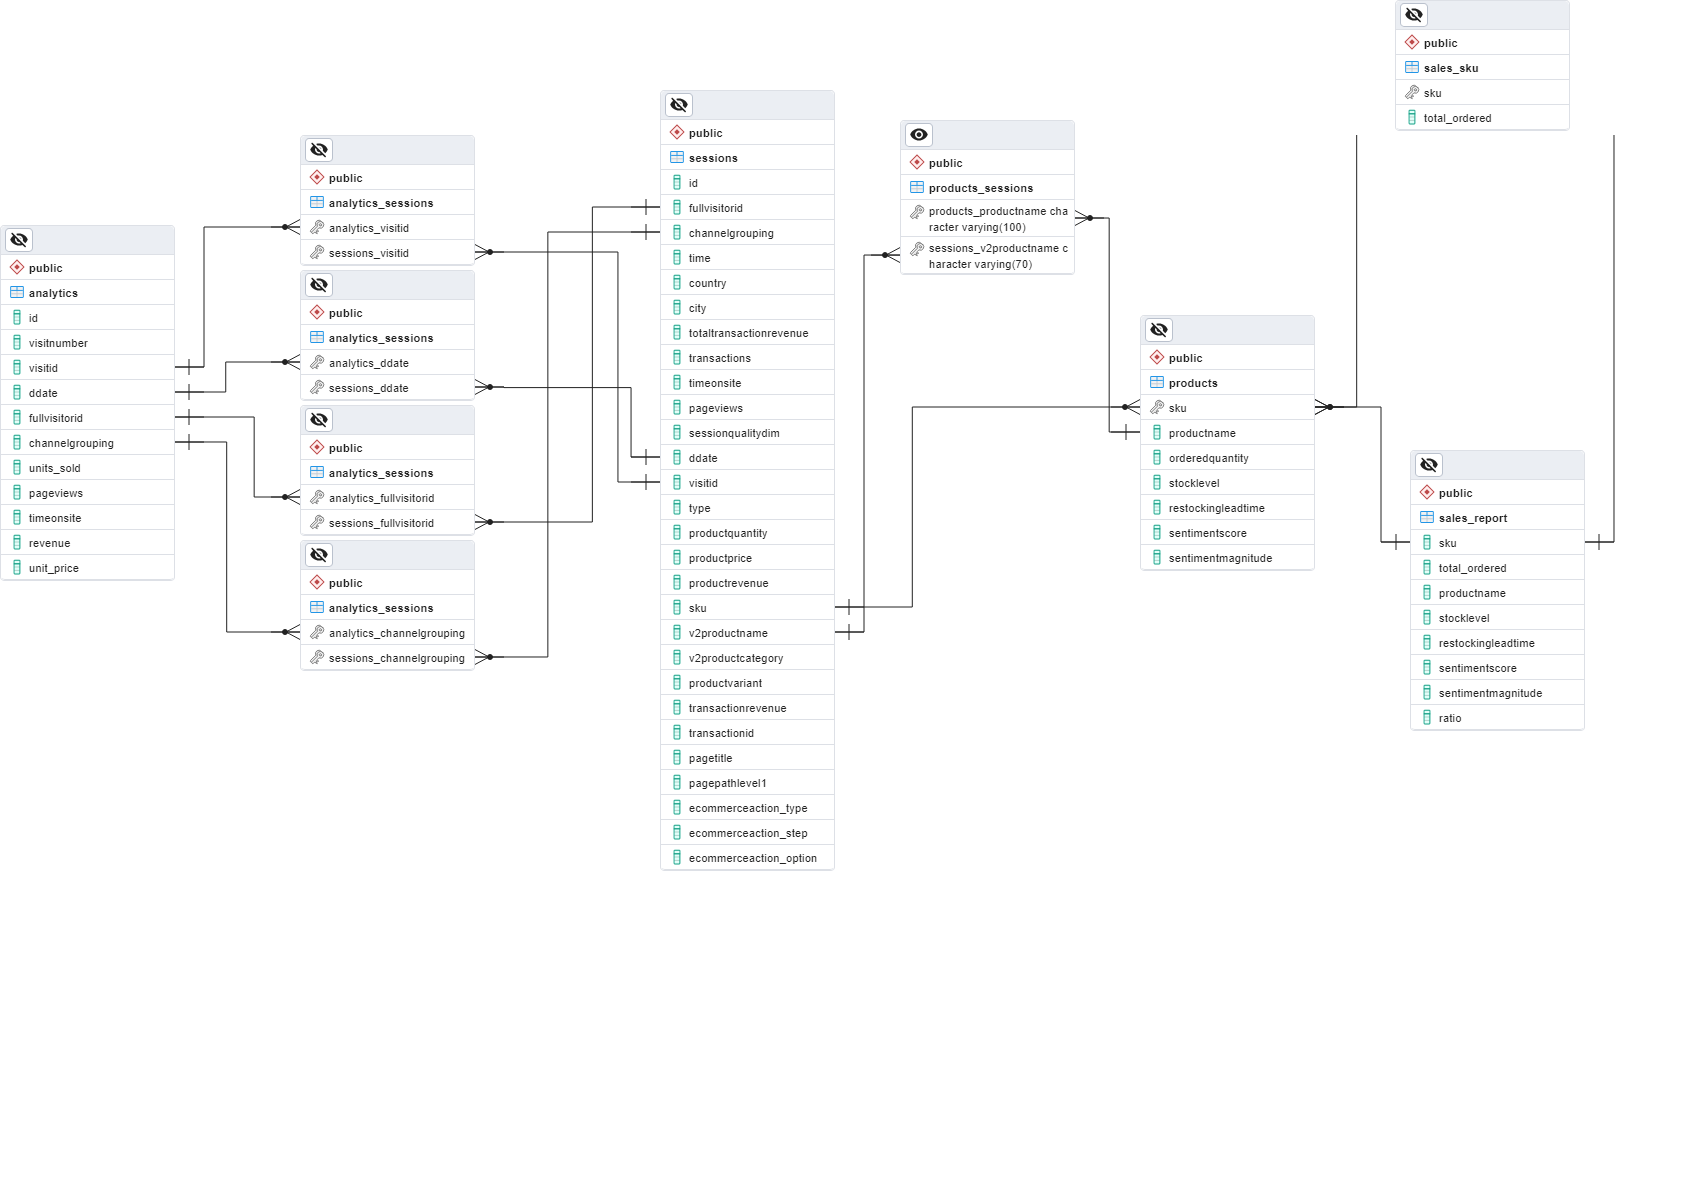 public
analytics
id
visitnumber
visitid
ddate
fullvisitorid
channelgrouping
units_sold
pageviews
timeonsite
revenue
unit_price
public
analytics_sessions
analytics_visitid
sessions_visitid
public
analytics_sessions
analytics_ddate
sessions_ddate
public
analytics_sessions
analytics_fullvisitorid
sessions_fullvisitorid
public
analytics_sessions
analytics_channelgrouping
sessions_channelgrouping
public
sessions
id
fullvisitorid
channelgrouping
time
country
city
totaltransactionrevenue
transactions
timeonsite
pageviews
sessionqualitydim
ddate
visitid
type
productquantity
productprice
productrevenue
sku
v2productname
v2productcategory
productvariant
transactionrevenue
transactionid
pagetitle
pagepathlevel1
ecommerceaction_type
ecommerceaction_step
ecommerceaction_option
public
products_sessions
products_productname cha
racter varying(100)
sessions_v2productname c
haracter varying(70)
public
products
sku
productname
orderedquantity
stocklevel
restockingleadtime
sentimentscore
sentimentmagnitude
public
sales_sku
sku
total_ordered
public
sales_report
sku
total_ordered
productname
stocklevel
restockingleadtime
sentimentscore
sentimentmagnitude
ratio